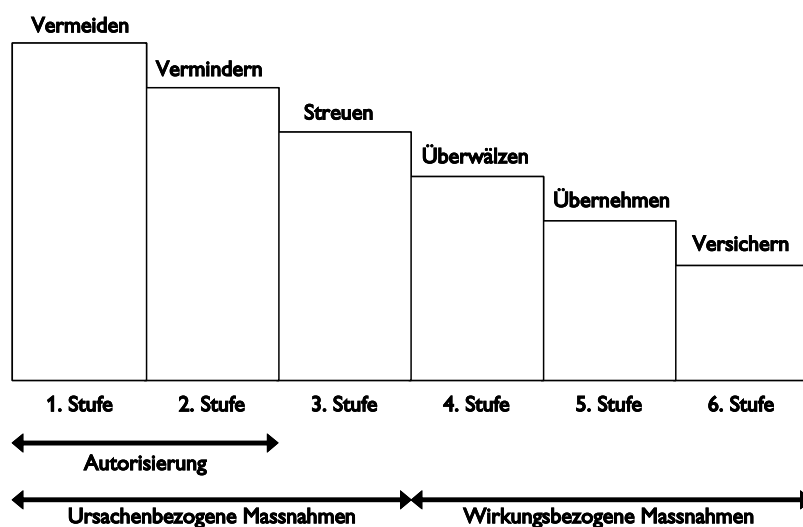 Vermeiden
Vermindern
Streuen
Überwälzen
Übernehmen
Versichern
1. Stufe 2. Stufe 3. Stufe 4. Stufe 5. Stufe 6. Stufe
Autorisierung
Ursachenbezogene Massnahmen Wirkungsbezogene Massnahmen